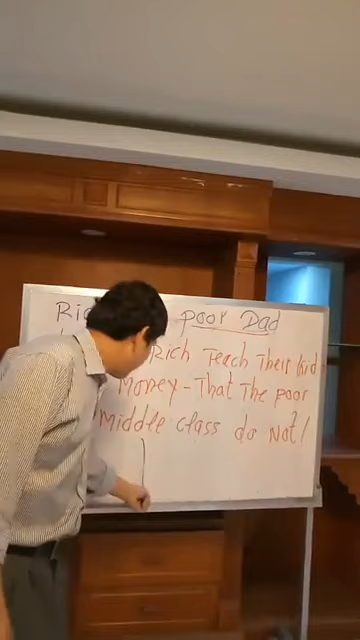 poor Dad
Rich Teach Their Kid
Money - That The poor
middle class do Not!